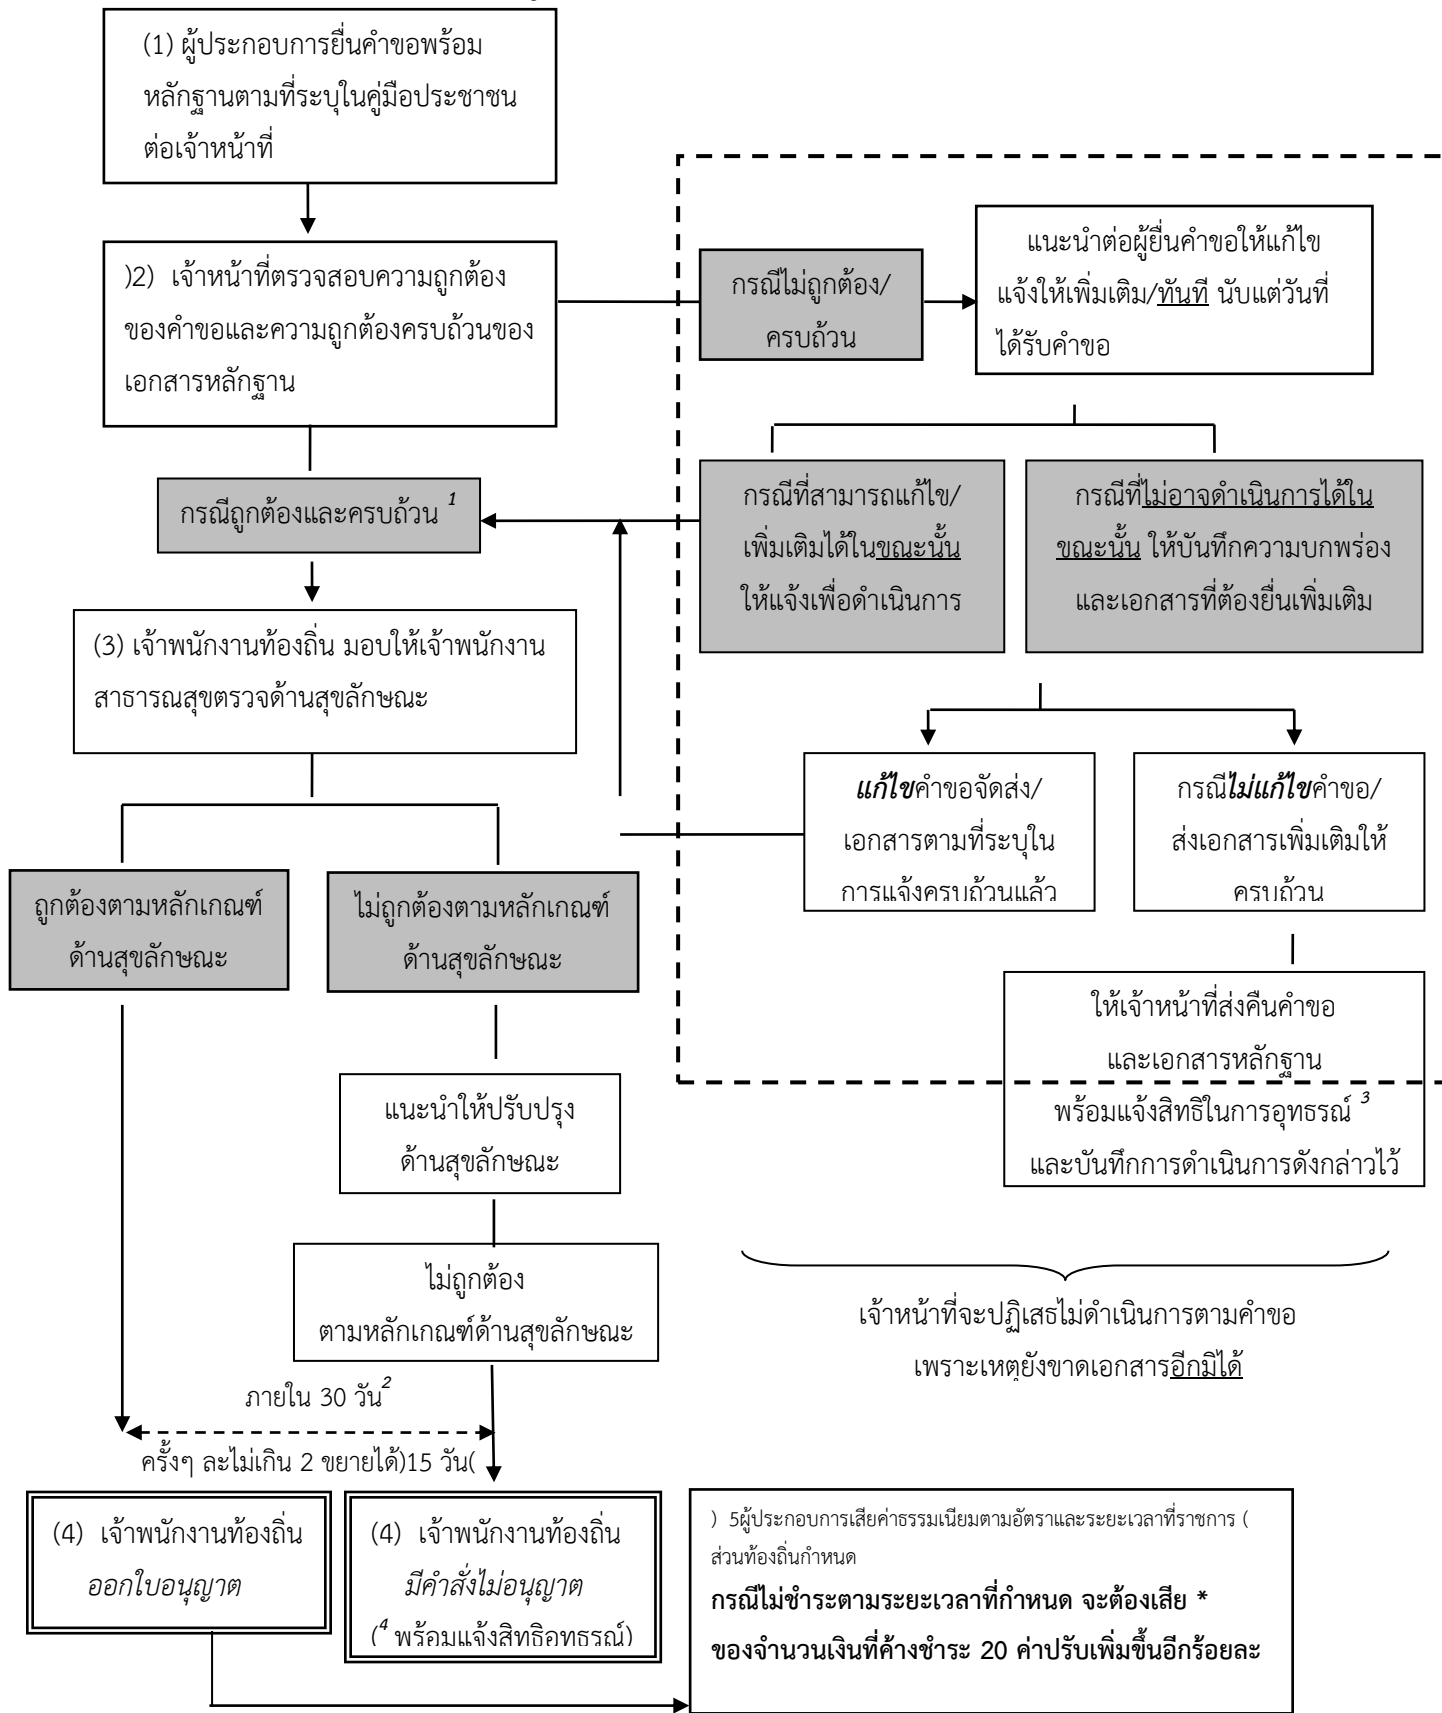 (1) ผู้ประกอบการยื่นคำขอพร้อม
หลักฐานตามที่ระบุในคู่มือประชาชน
ต่อเจ้าหน้าที่
)2) เจ้าหน้าที่ตรวจสอบความถูกต้อง
ของคำขอและความถูกต้องครบถ้วนของ
เอกสารหลักฐาน
กรณีไม่ถูกต้อง/
ครบถ้วน
แนะนำต่อผู้ยื่นคำขอให้แก้ไข
แจ้งให้เพิ่มเติม/ทันที นับแต่วันที่
ได้รับคำขอ
กรณีถูกต้องและครบถ้วน 1
กรณีที่สามารถแก้ไข/
เพิ่มเติมได้ในขณะนั้น
ให้แจ้งเพื่อดำเนินการ
กรณีที่ไม่อาจดำเนินการได้ใน
ขณะนั้น ให้บันทึกความบกพร่อง
และเอกสารที่ต้องยื่นเพิ่มเติม
(3) เจ้าพนักงานท้องถิ่น มอบให้เจ้าพนักงาน
สาธารณสุขตรวจด้านสุขลักษณะ
แก้ไขคำขอจัดส่ง/
เอกสารตามที่ระบุใน
การแจ้งครบถ้วนแล้ว
กรณีไม่แก้ไขคำขอ/
ส่งเอกสารเพิ่มเติมให้
ครบถ้วน
ถูกต้องตามหลักเกณฑ์
ด้านสุขลักษณะ
ไม่ถูกต้องตามหลักเกณฑ์
ด้านสุขลักษณะ
ให้เจ้าหน้าที่ส่งคืนคำขอ
และเอกสารหลักฐาน
พร้อมแจ้งสิทธิในการอุทธรณ์ 3
และบันทึกการดำเนินการดังกล่าวไว้
แนะนำให้ปรับปรุง
ด้านสุขลักษณะ
ไม่ถูกต้อง
ตามหลักเกณฑ์ด้านสุขลักษณะ
เจ้าหน้าที่จะปฏิเสธไม่ดำเนินการตามคำขอ
เพราะเหตุยังขาดเอกสารอีกมิได้
ภายใน 30 วัน2
ครั้งๆ ละไม่เกิน 2 ขยายได้)15 วัน(
(4) เจ้าพนักงานท้องถิ่น
ออกใบอนุญาต
(4) เจ้าพนักงานท้องถิ่น
มีคำสั่งไม่อนุญาต
(4 พร้อมแจ้งสิทธิอุทธรณ์)
) 5ผู้ประกอบการเสียค่าธรรมเนียมตามอัตราและระยะเวลาที่ราชการ (
ส่วนท้องถิ่นกำหนด
กรณีไม่ชำระตามระยะเวลาที่กำหนด จะต้องเสีย *
ของจำนวนเงินที่ค้างชำระ 20 ค่าปรับเพิ่มขึ้นอีกร้อยละ